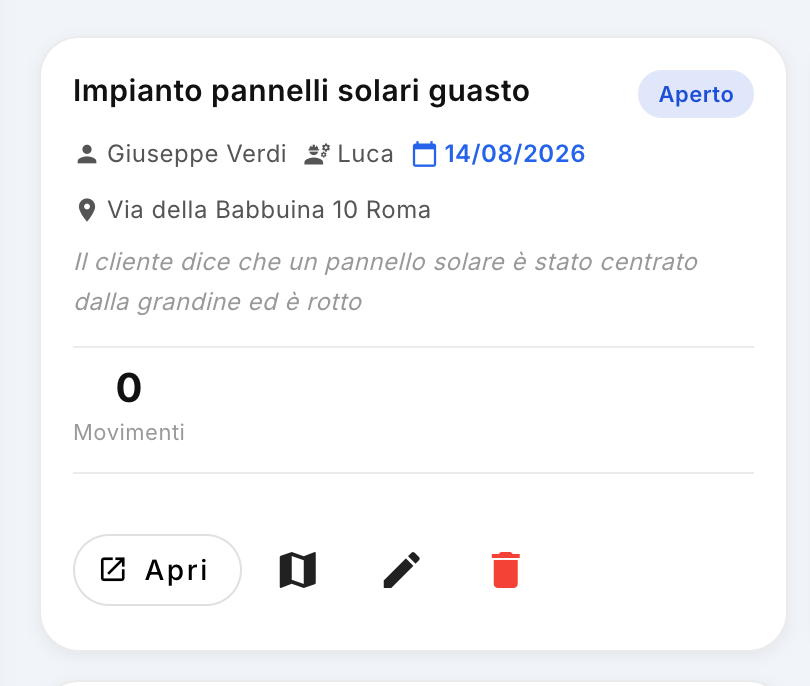 Impianto pannelli solari guasto
Aperto
Giuseppe Verdi Luca 14/08/2026
Via della Babbuina 10 Roma
Il cliente dice che un pannello solare è stato centrato
dalla grandine ed è rotto
0
Movimenti
Apri